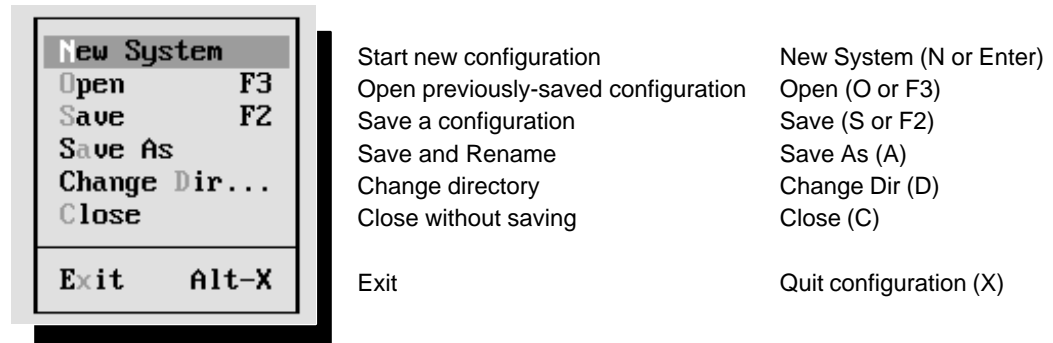 New System Start new configuration New System (N or Enter)
Open F3 Open previously-saved configuration Open (O or F3)
Save F2 Save a configuration Save (S or F2)
Save As Save and Rename Save As (A)
Change Dir... Change directory Change Dir (D)
Close Close without saving Close (C)
Exit Alt-X Exit Quit configuration (X)